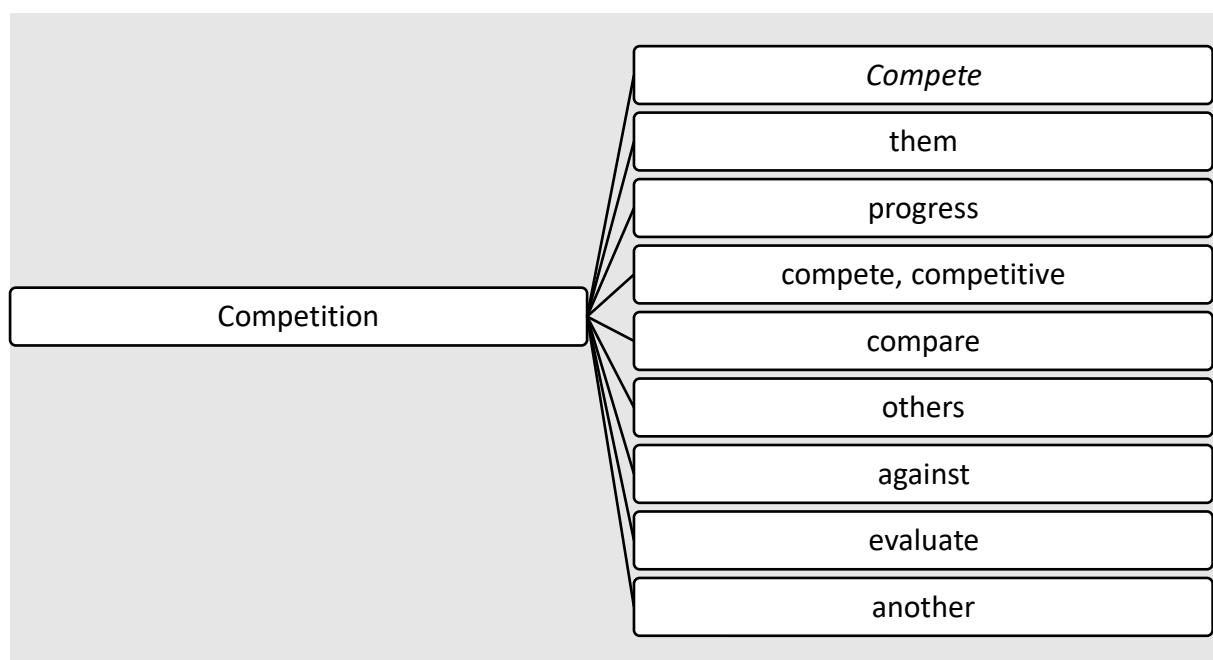 Competition
Compete
them
progress
compete, competitive
compare
others
against
evaluate
another